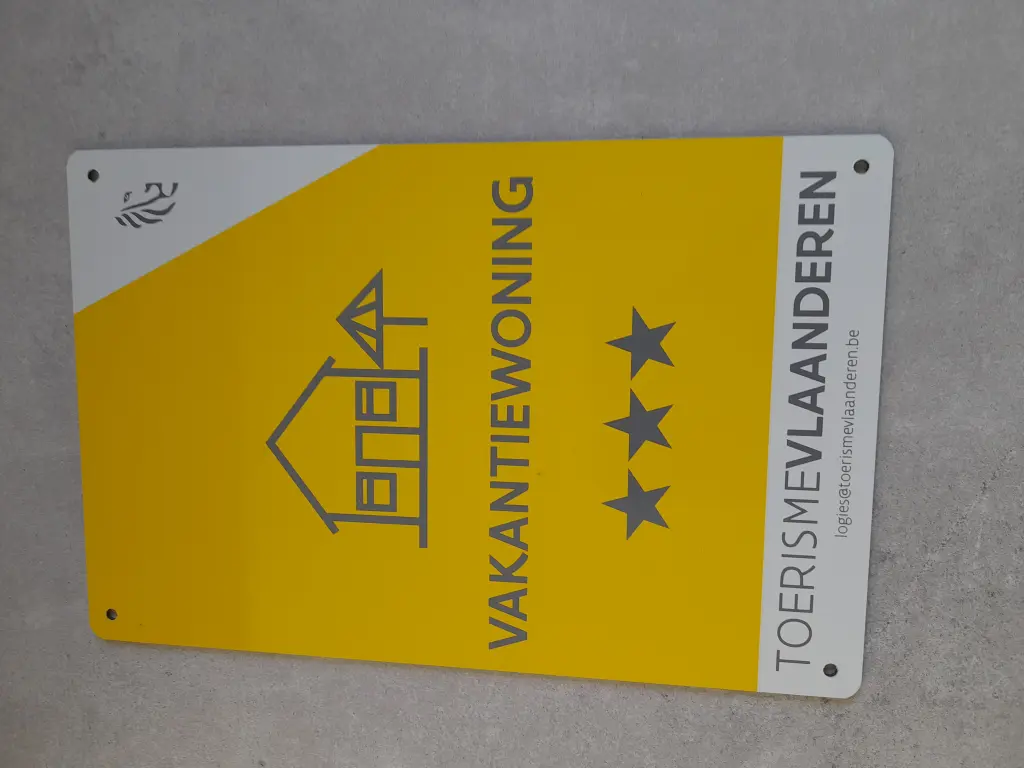 VAKANTIEWONING
TOERISMEVLAANDEREN
logies@toerismevlaanderen.be